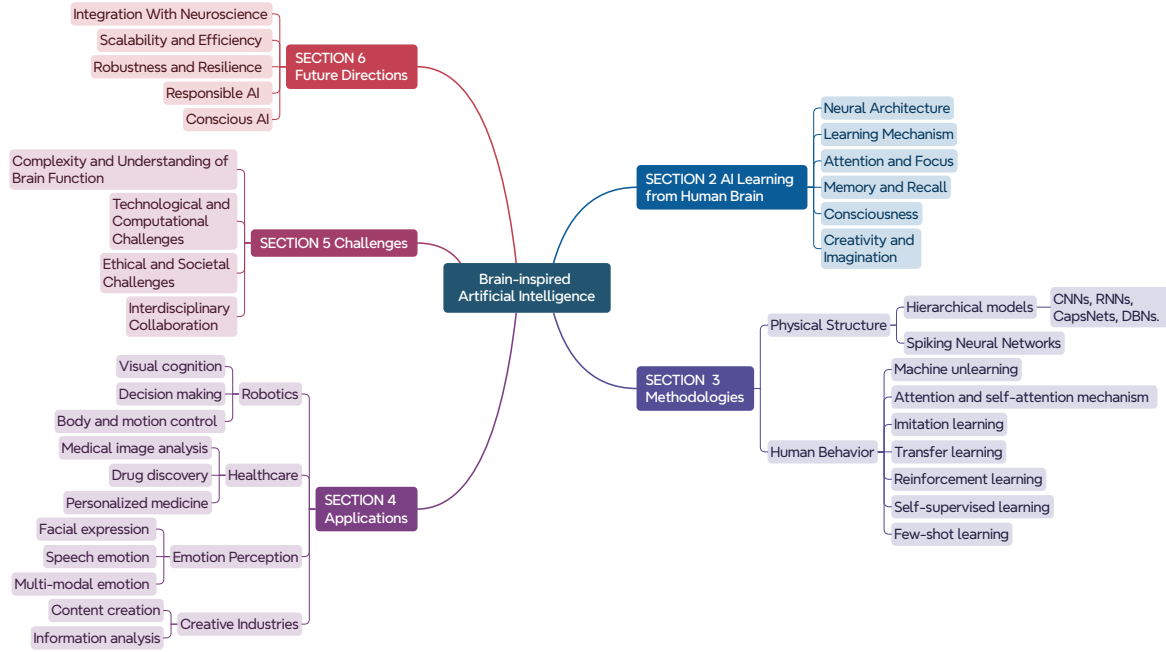 Brain-inspired
Artificial Intelligence
SECTION 2 AI Learning
from Human Brain
Neural Architecture
Learning Mechanism
Attention and Focus
Memory and Recall
Consciousness
Creativity and
Imagination
SECTION 3
Methodologies
Physical Structure
Hierarchical models
CNNs, RNNs,
CapsNets, DBNs.
Spiking Neural Networks
Human Behavior
Machine unlearning
Attention and self-attention mechanism
Imitation learning
Transfer learning
Reinforcement learning
Self-supervised learning
Few-shot learning
SECTION 4
Applications
Robotics
Visual cognition
Decision making
Body and motion control
Healthcare
Medical image analysis
Drug discovery
Personalized medicine
Emotion Perception
Facial expression
Speech emotion
Multi-modal emotion
Creative Industries
Content creation
Information analysis
SECTION 5 Challenges
Complexity and Understanding of
Brain Function
Technological and
Computational
Challenges
Ethical and Societal
Challenges
Interdisciplinary
Collaboration
SECTION 6
Future Directions
Integration With Neuroscience
Scalability and Efficiency
Robustness and Resilience
Responsible AI
Conscious AI